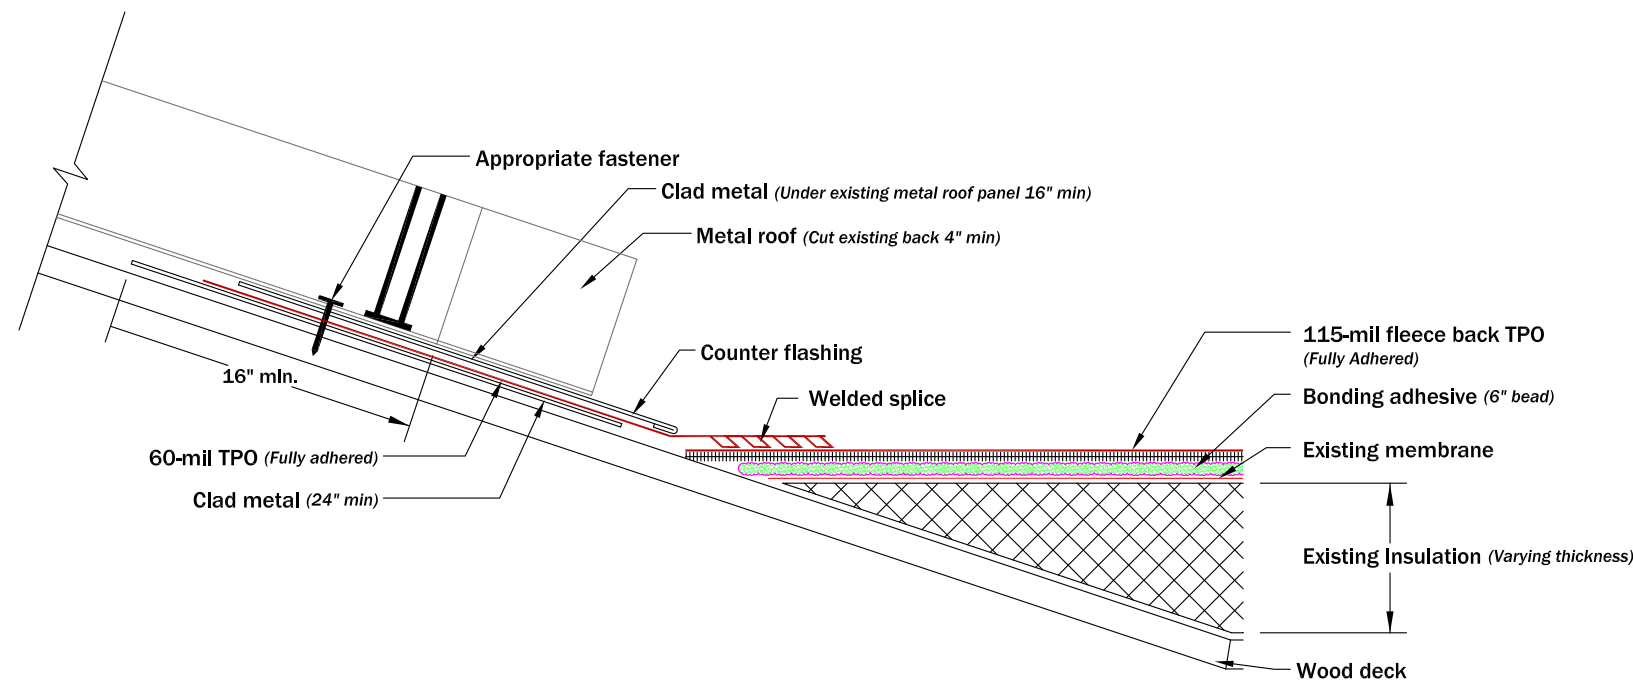 Appropriate fastener
Clad metal (Under existing metal roof panel 16" min)
Metal roof (Cut existing back 4" min)
115-mil fleece back TPO
(Fully Adhered)
Counter flashing
16" mIn.
Welded splice
Bonding adhesive (6" bead)
60-mil TPO (Fully adhered)
Existing membrane
Clad metal (24" min)
Existing Insulation (Varying thickness)
Wood deck